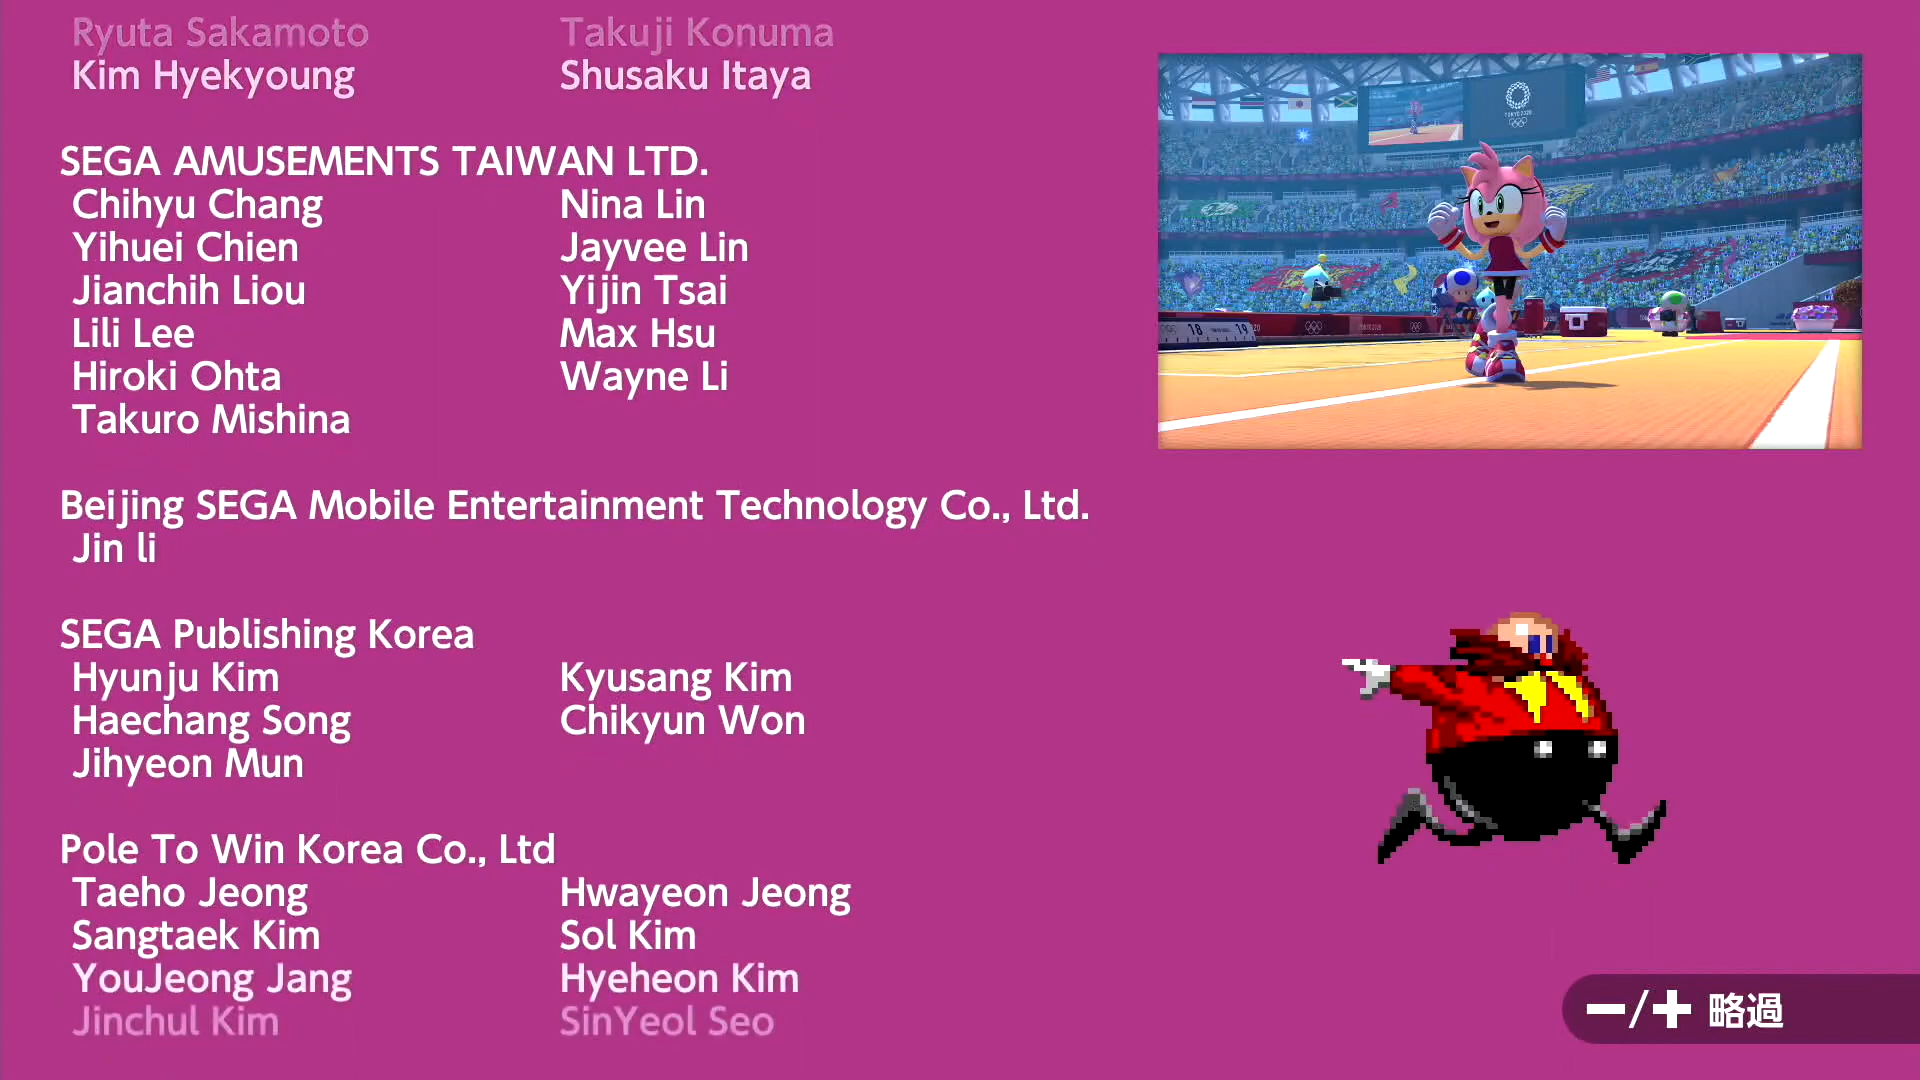 Ryuta Sakamoto Takuji Konuma
Kim Hyekyoung Shusaku Itaya
SEGA AMUSEMENTS TAIWAN LTD.
Chihyu Chang Nina Lin
Yihuei Chien Jayvee Lin
Jianchih Liou Yijin Tsai
Lili Lee Max Hsu
Hiroki Ohta Wayne Li
Takuro Mishina
Beijing SEGA Mobile Entertainment Technology Co., Ltd.
Jin li
SEGA Publishing Korea
Hyunju Kim Kyusang Kim
Haechang Song Chikyun Won
Jihyeon Mun
Pole To Win Korea Co., Ltd
Taeho Jeong Hwayeon Jeong
Sangtaek Kim Sol Kim
YouJeong Jang Hyeheon Kim
Jinchul Kim SinYeol Seo
TOKYO 2020
18 19
−/+ 略過